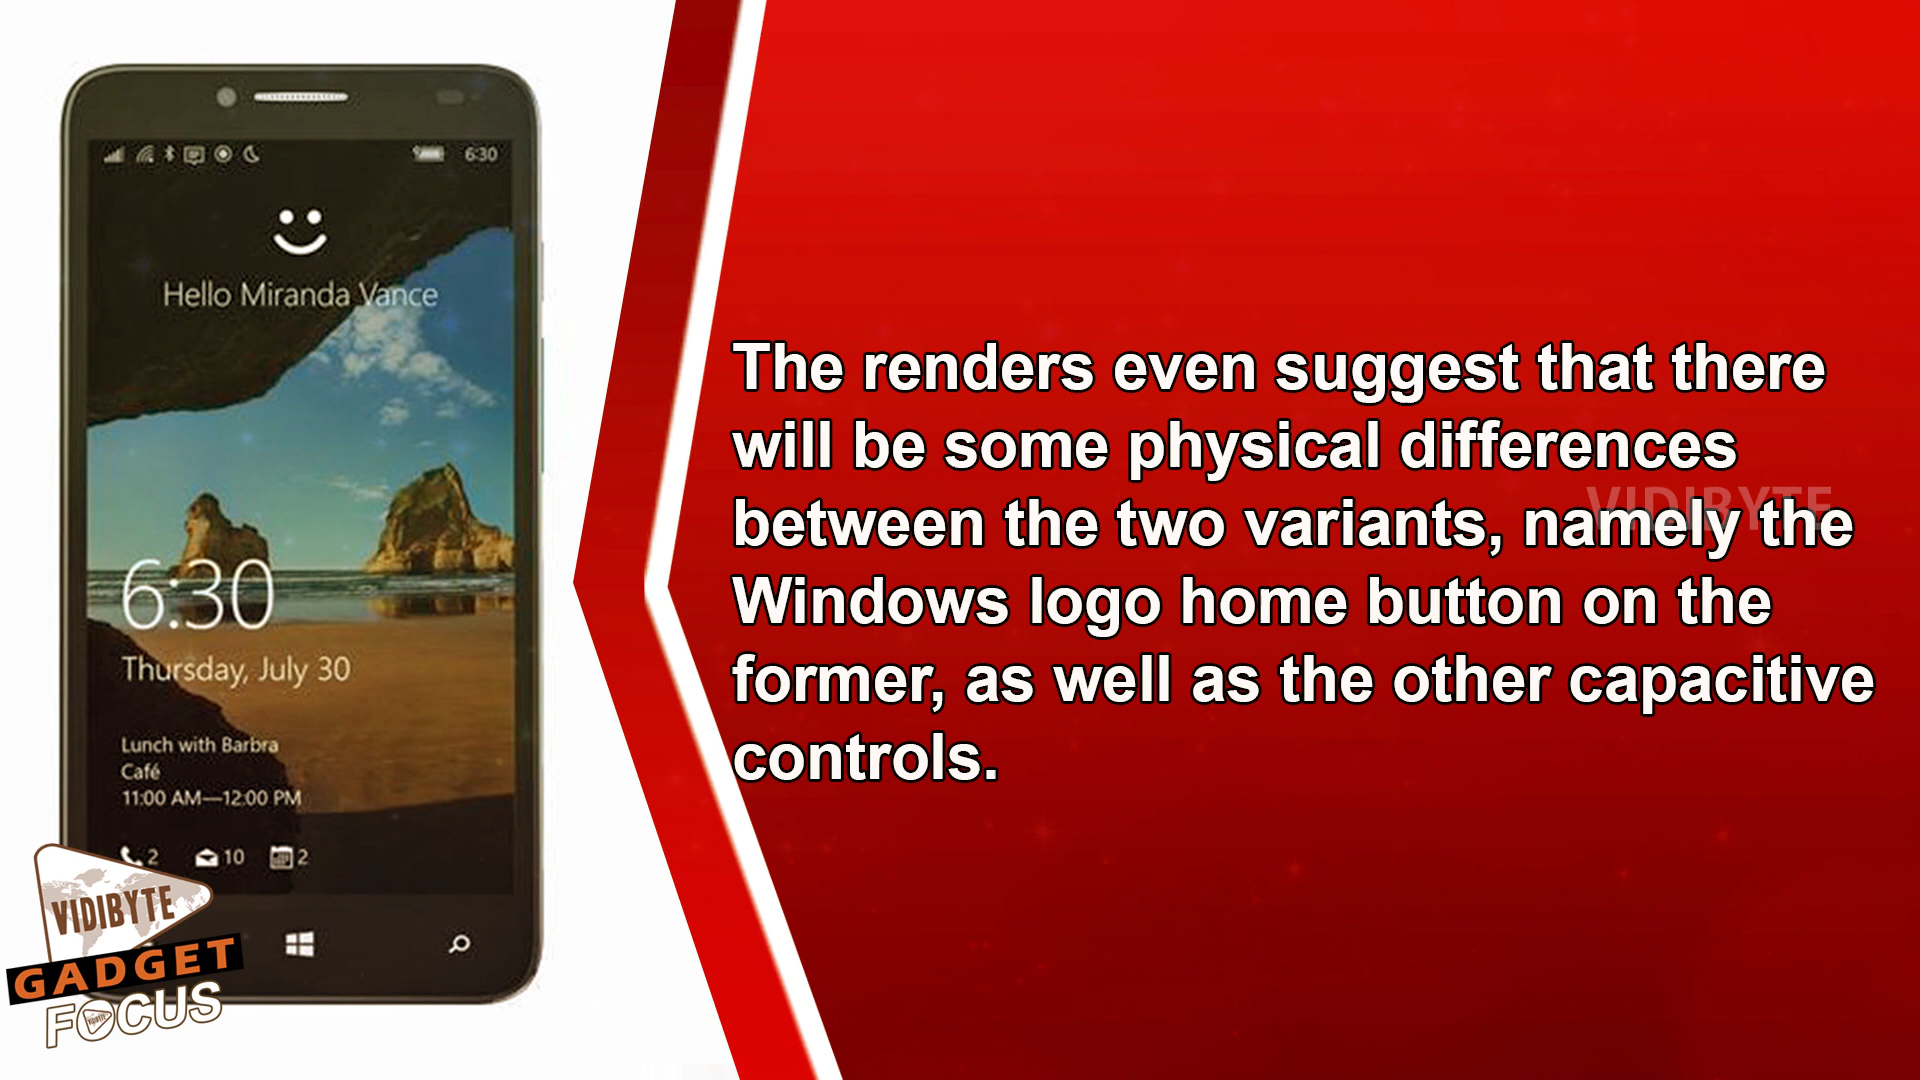 6:30
Hello Miranda Vance
6:30
Thursday, July 30
Lunch with Barbra
Café
11:00 AM—12:00 PM
2 10 2
VIDIBYTE
GADGET
FOCUS
The renders even suggest that there
will be some physical differences
between the two variants, namely the
Windows logo home button on the
former, as well as the other capacitive
controls.
VIDIBYTE